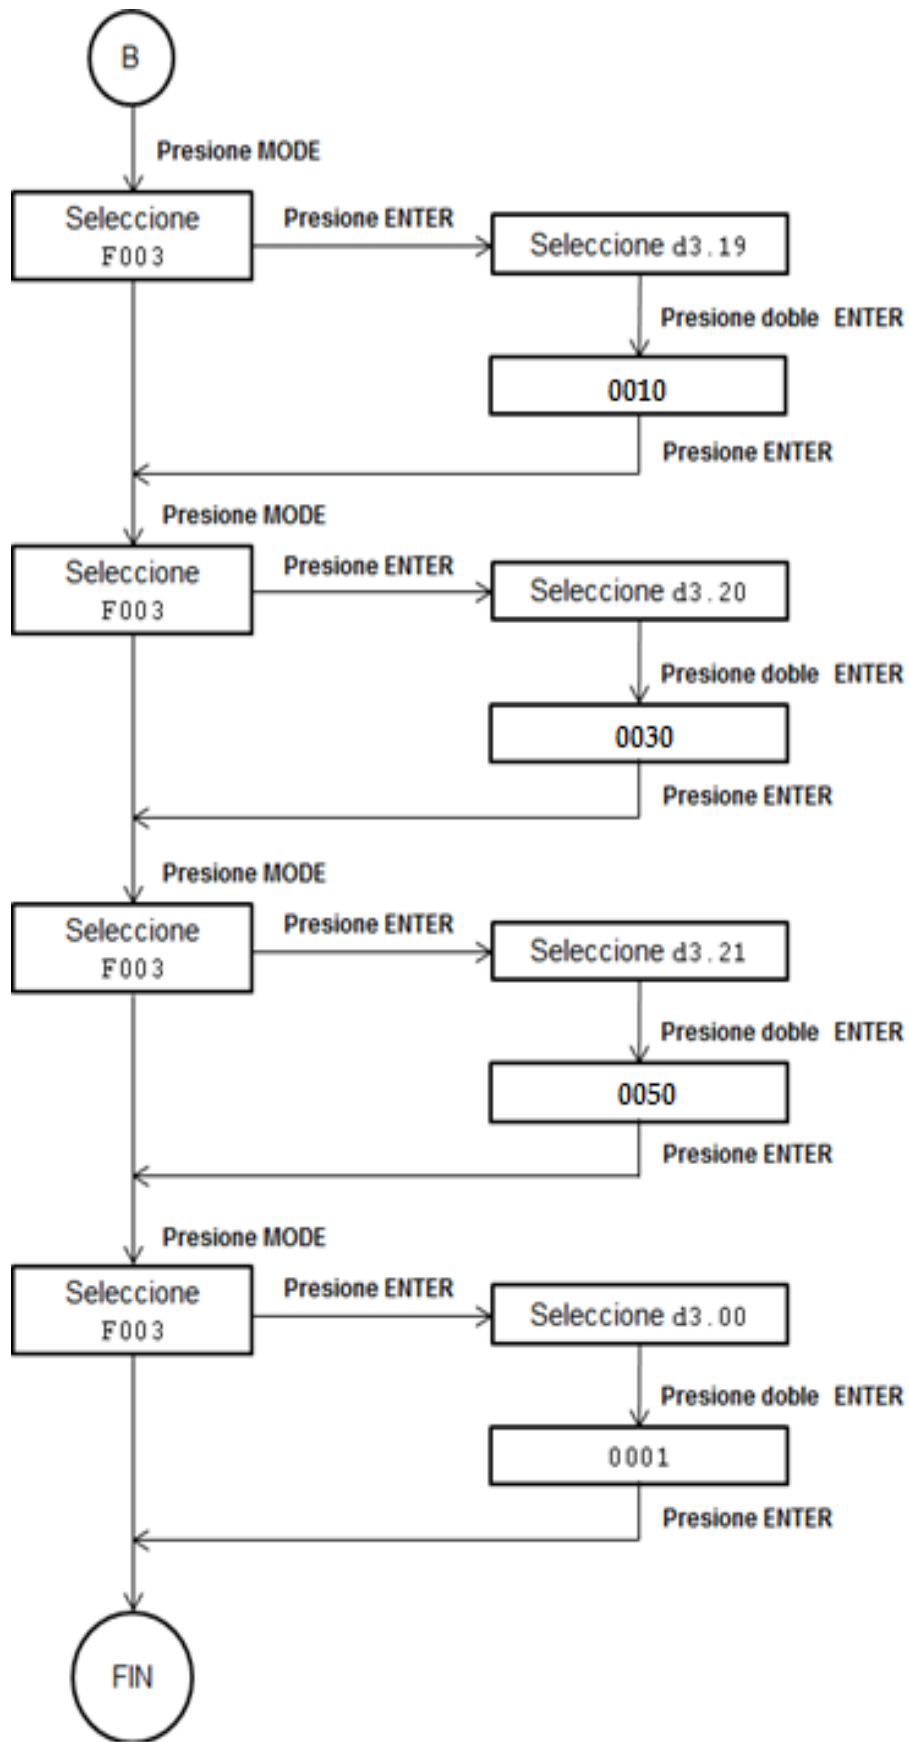 B
Presione MODE
Seleccione
F003
Presione ENTER
Seleccione d3.19
Presione doble ENTER
0010
Presione ENTER
Presione MODE
Seleccione
F003
Presione ENTER
Seleccione d3.20
Presione doble ENTER
0030
Presione ENTER
Presione MODE
Seleccione
F003
Presione ENTER
Seleccione d3.21
Presione doble ENTER
0050
Presione ENTER
Presione MODE
Seleccione
F003
Presione ENTER
Seleccione d3.00
Presione doble ENTER
0001
Presione ENTER
FIN